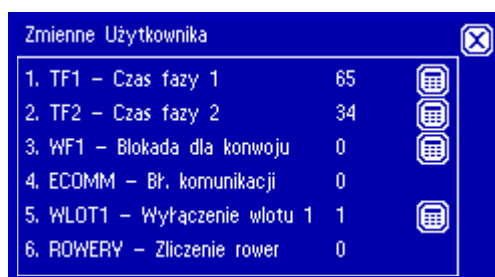 Zmienne Użytkownika
1. TF1 – Czas fazy 1 65
2. TF2 – Czas fazy 2 34
3. WF1 – Blokada dla konwoju 0
4. ECOMM – Bł. komunikacji 0
5. WLOT1 – Wyłączenie wlotu 1 1
6. ROWERY – Zliczenie rower 0